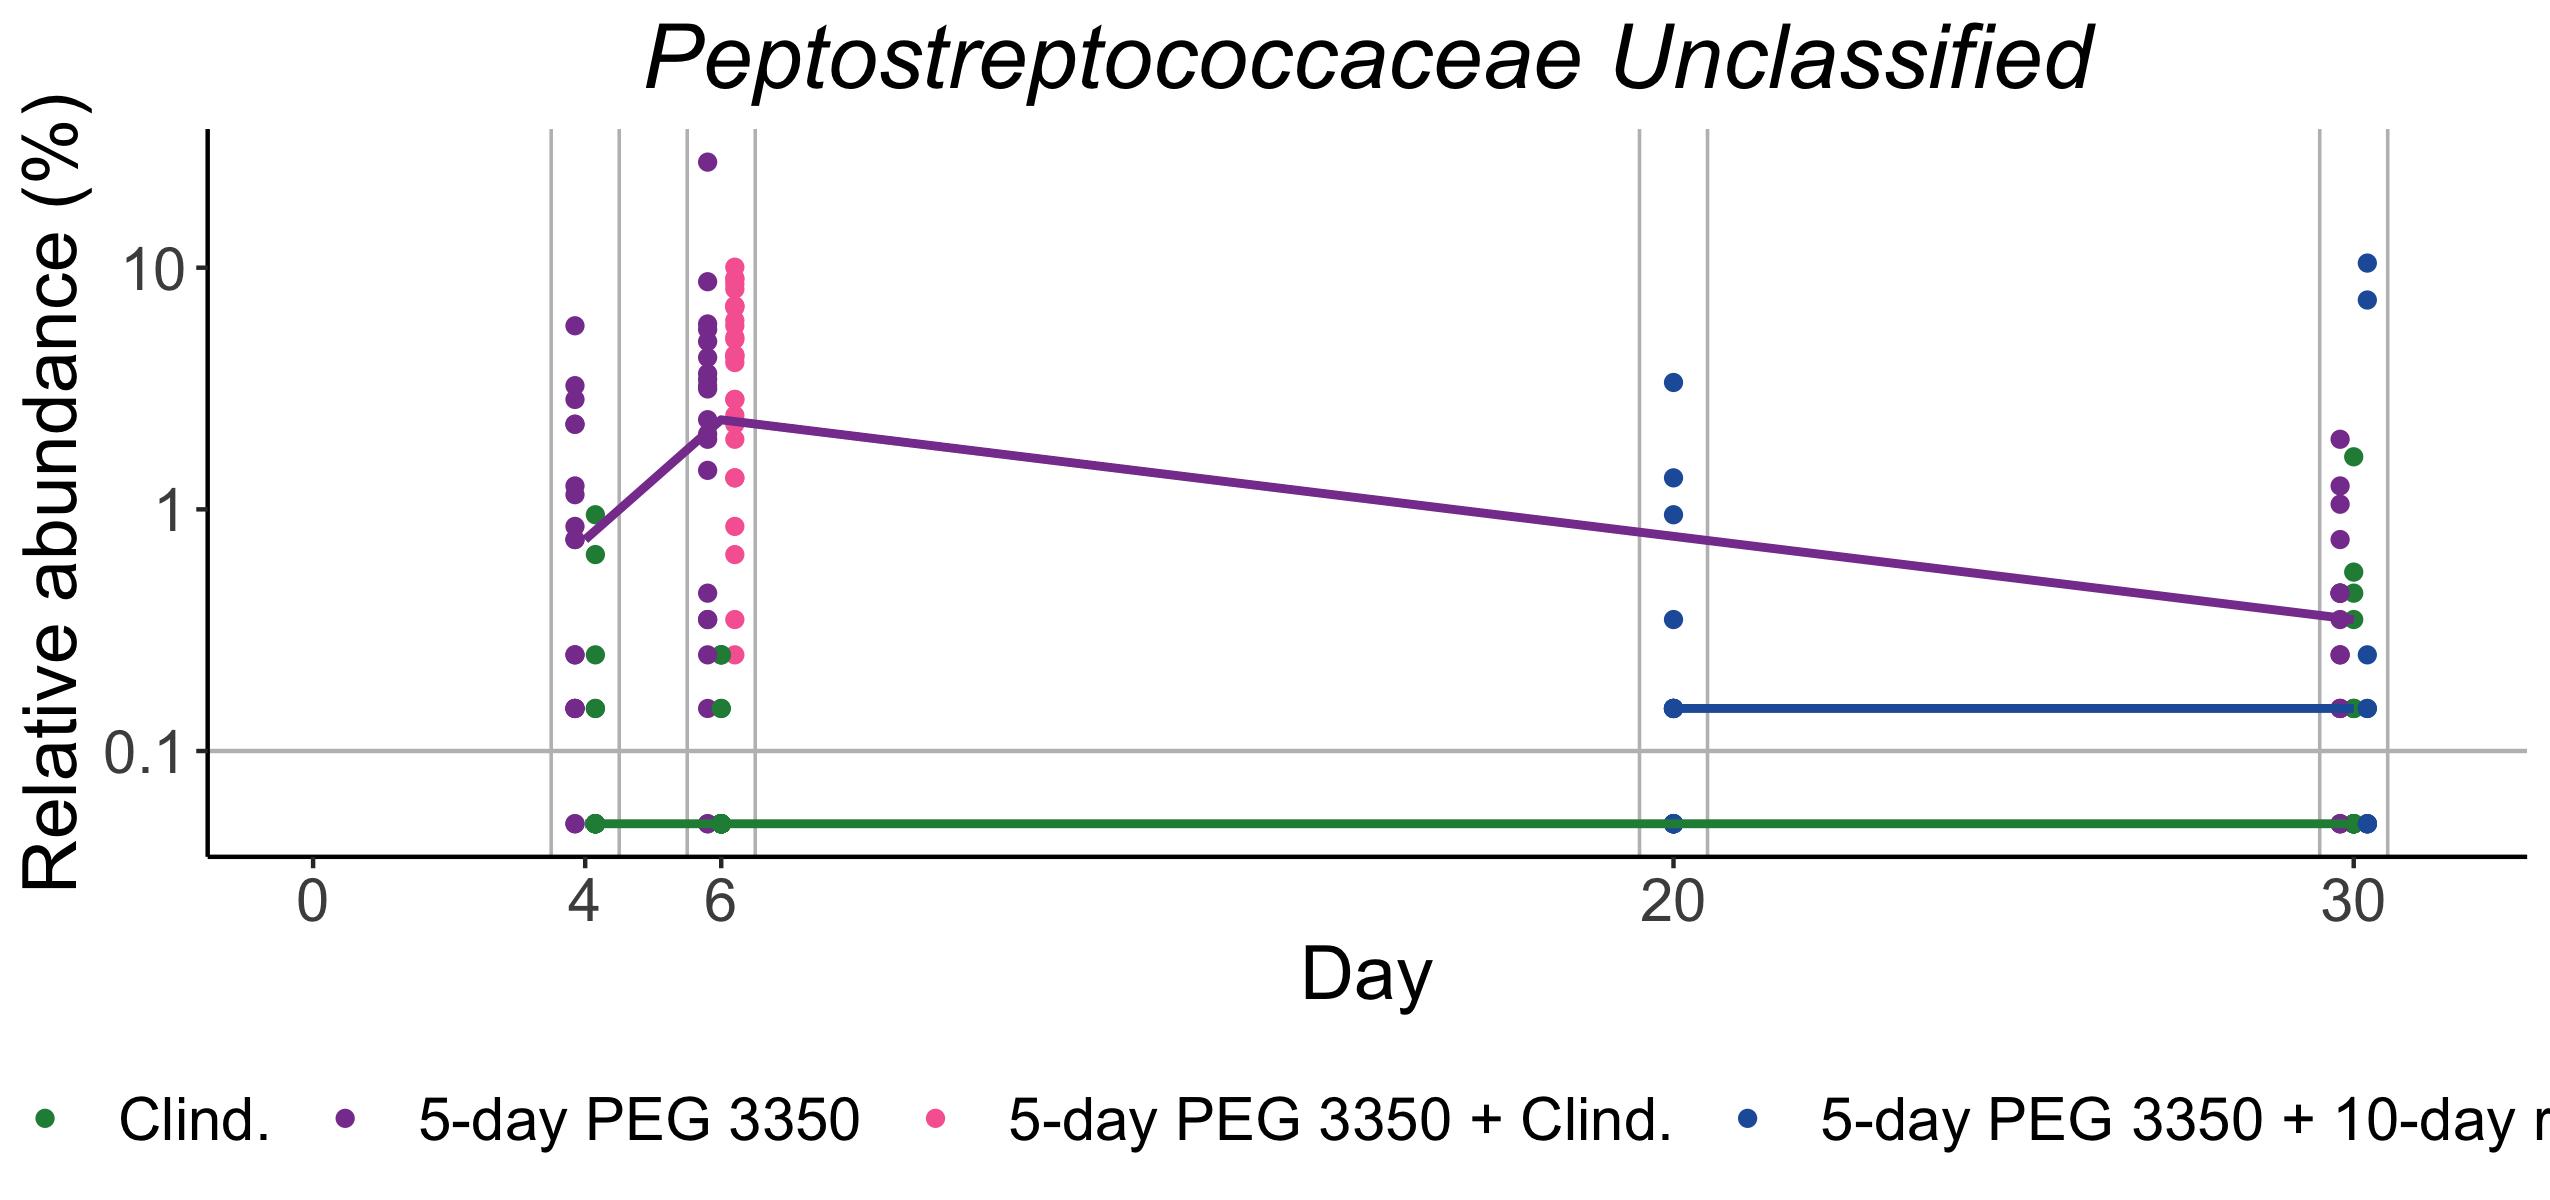 Peptostreptococcaceae Unclassified
Relative abundance (%)
10
1
0.1
0 4 6 20 30
Day
Clind. 5-day PEG 3350 5-day PEG 3350 + Clind. 5-day PEG 3350 + 10-day r